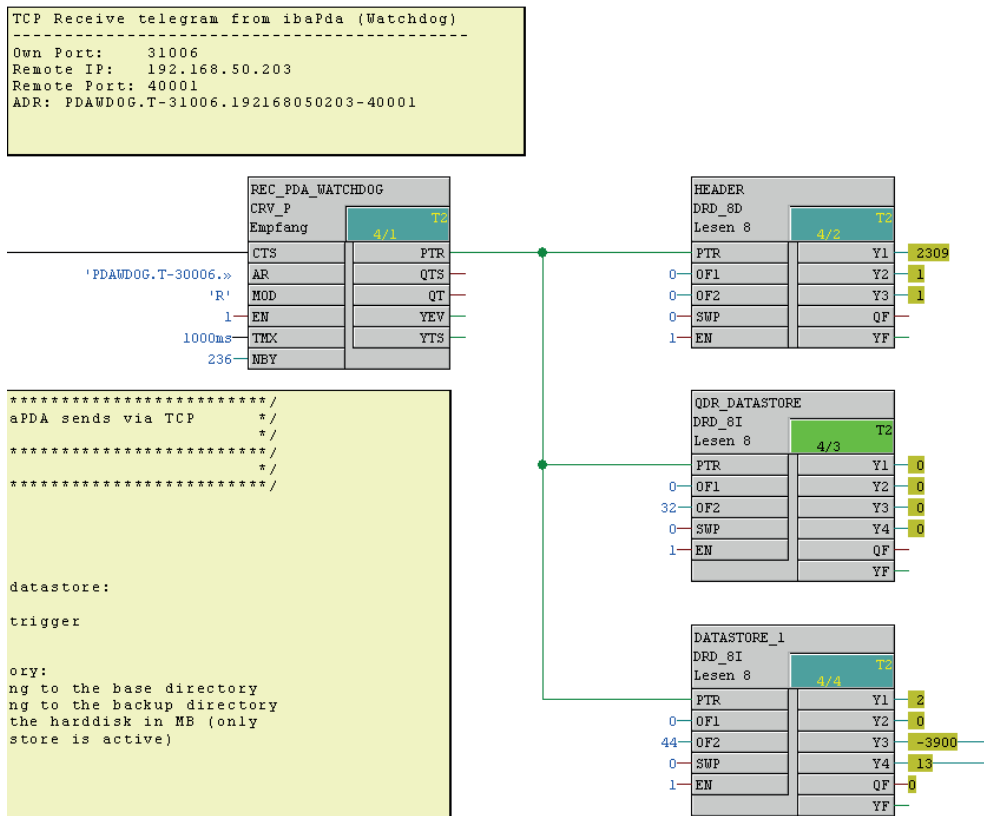 TCP Receive telegram from ibaPda (Watchdog)
--------------------------------------------
Own Port: 31006
Remote IP: 192.168.50.203
Remote Port: 40001
ADR: PDAWDOG.T-31006.192168050203-40001
REC_PDA_WATCHDOG
CRV_P
Empfang T2
4/1
CTS PTR
'PDAWDOG.T-30006.» AR QTS
'R' MOD QT
1 EN YEV
1000ms TMX YTS
236 NBY
HEADER
DRD_8D
Lesen 8 T2
4/2
PTR Y1 2309
0 OF1 Y2 1
0 OF2 Y3 1
0 SWP QF
1 EN YF
*************************/
aPDA sends via TCP */
*/
*************************/
*/
*************************/
datastore:
trigger
ory:
ng to the base directory
ng to the backup directory
the harddisk in MB (only
store is active)
QDR_DATASTORE
DRD_8I
Lesen 8 T2
4/3
PTR Y1 0
0 OF1 Y2 0
32 OF2 Y3 0
0 SWP Y4 0
1 EN QF
YF
DATASTORE_1
DRD_8I
Lesen 8 T2
4/4
PTR Y1 2
0 OF1 Y2 0
44 OF2 Y3 -3900
0 SWP Y4 13
1 EN QF 0
YF